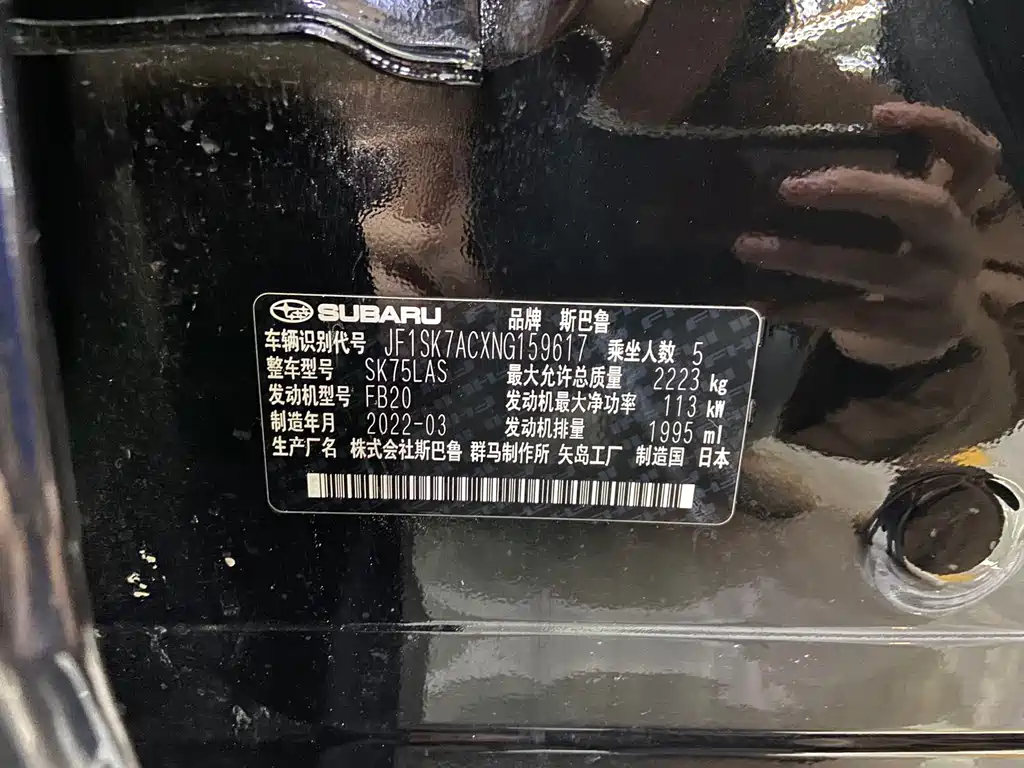 SUBARU 品牌 斯巴鲁
车辆识别代号 JF1SK7ACXNG159617 乘坐人数 5
整车型号 SK75LAS 最大允许总质量 2223 kg
发动机型号 FB20 发动机最大净功率 113 kW
制造年月 2022-03 发动机排量 1995 ml
生产厂名 株式会社斯巴鲁 群马制作所 矢岛工厂 制造国 日本